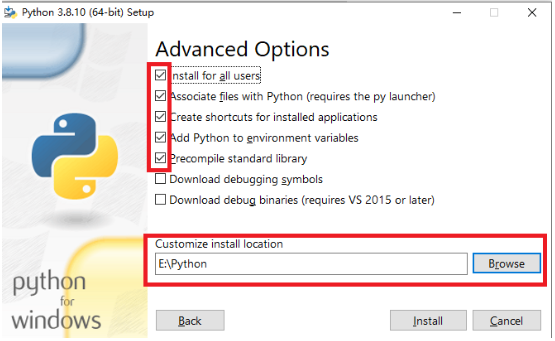 Python 3.8.10 (64-bit) Setup
Advanced Options
Install for all users
Associate files with Python (requires the py launcher)
Create shortcuts for installed applications
Add Python to environment variables
Precompile standard library
Download debugging symbols
Download debug binaries (requires VS 2015 or later)
Customize install location
E:\Python
Browse
python
for
windows
Back
Install
Cancel